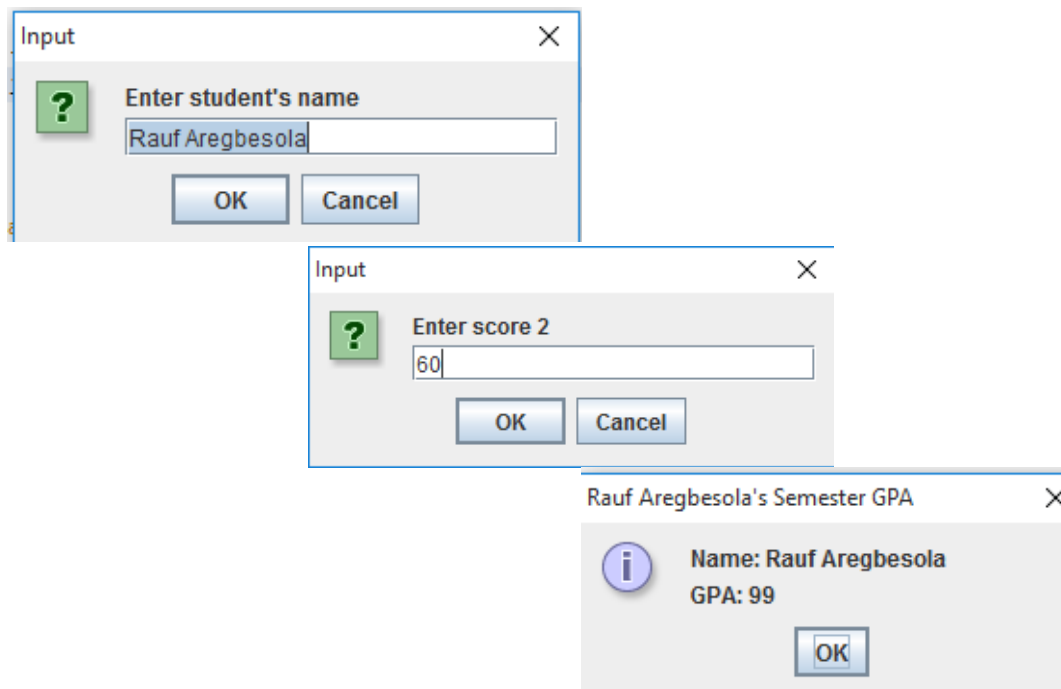 Input
Enter student's name
Rauf Aregbesola
OK Cancel
Input
Enter score 2
60
OK Cancel
Rauf Aregbesola's Semester GPA
Name: Rauf Aregbesola
GPA: 99
OK